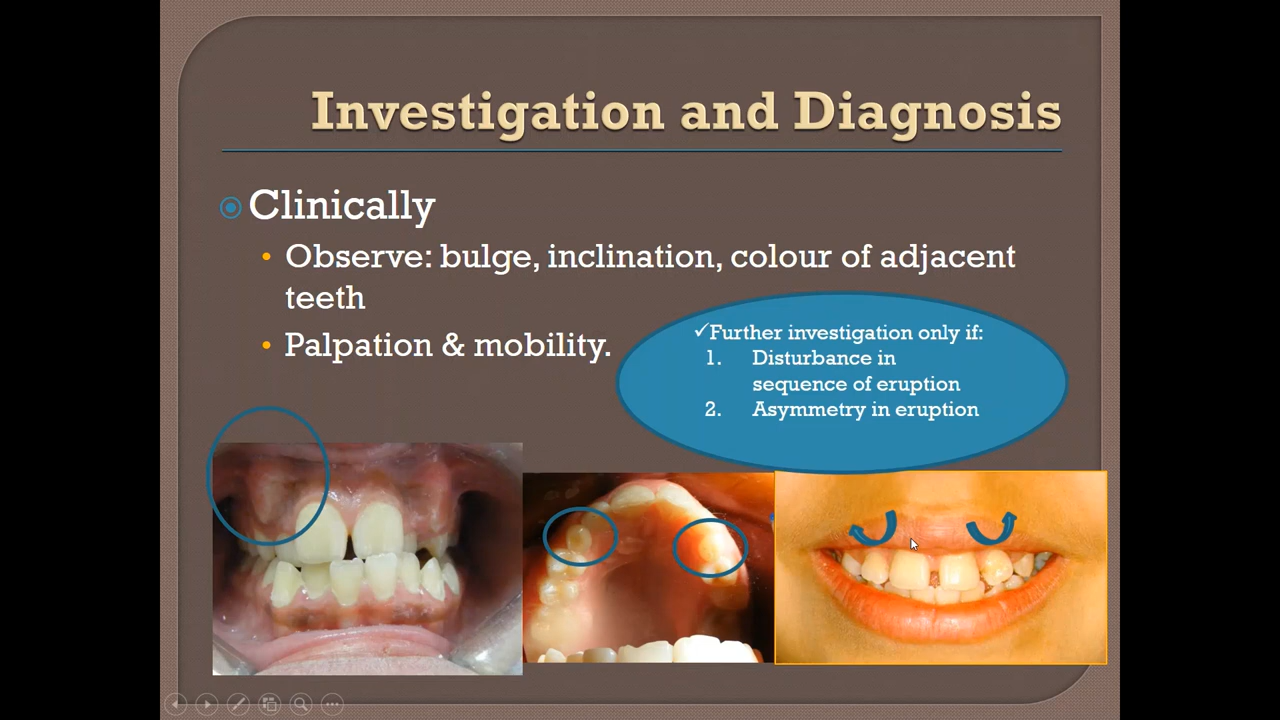 Investigation and Diagnosis
Clinically
• Observe: bulge, inclination, colour of adjacent
teeth
• Palpation & mobility.
✓Further investigation only if:
1. Disturbance in
sequence of eruption
2. Asymmetry in eruption